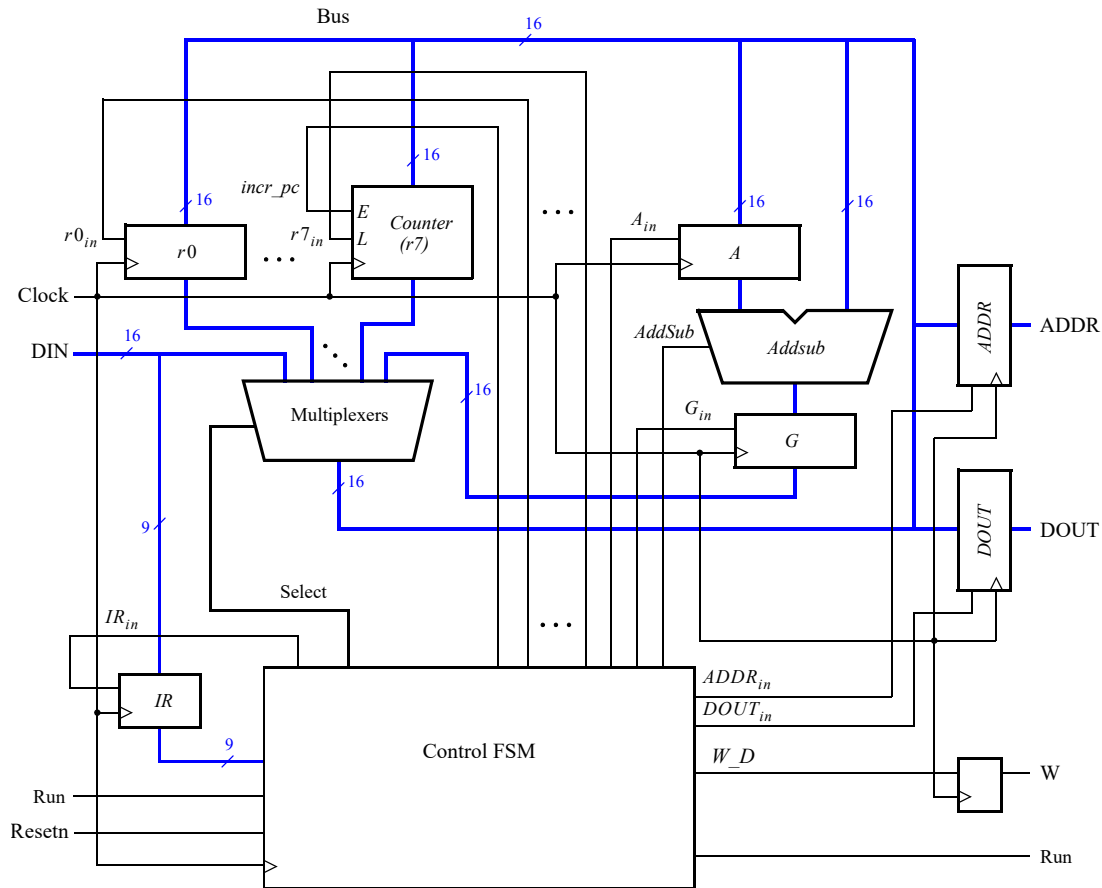 Bus
16
16
16
16
16
incr_pc
E
Counter
(r7)
L
r0in
r0
r7in
Ain
A
Clock
DIN
16
Multiplexers
16
16
AddSub
Addsub
Gin
G
ADDR
ADDR
DOUT
DOUT
9
Select
IRin
IR
9
Control FSM
ADDRin
DOUTin
W_D
W
Run
Resetn
Run